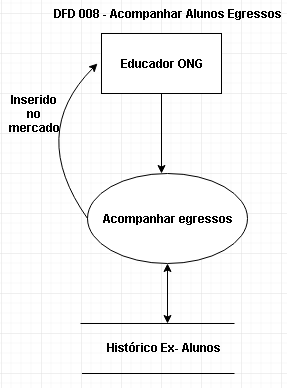 DFD 008 - Acompanhar Alunos Egressos
Educador ONG
Inserido
no
mercado
Acompanhar egressos
Histórico Ex- Alunos